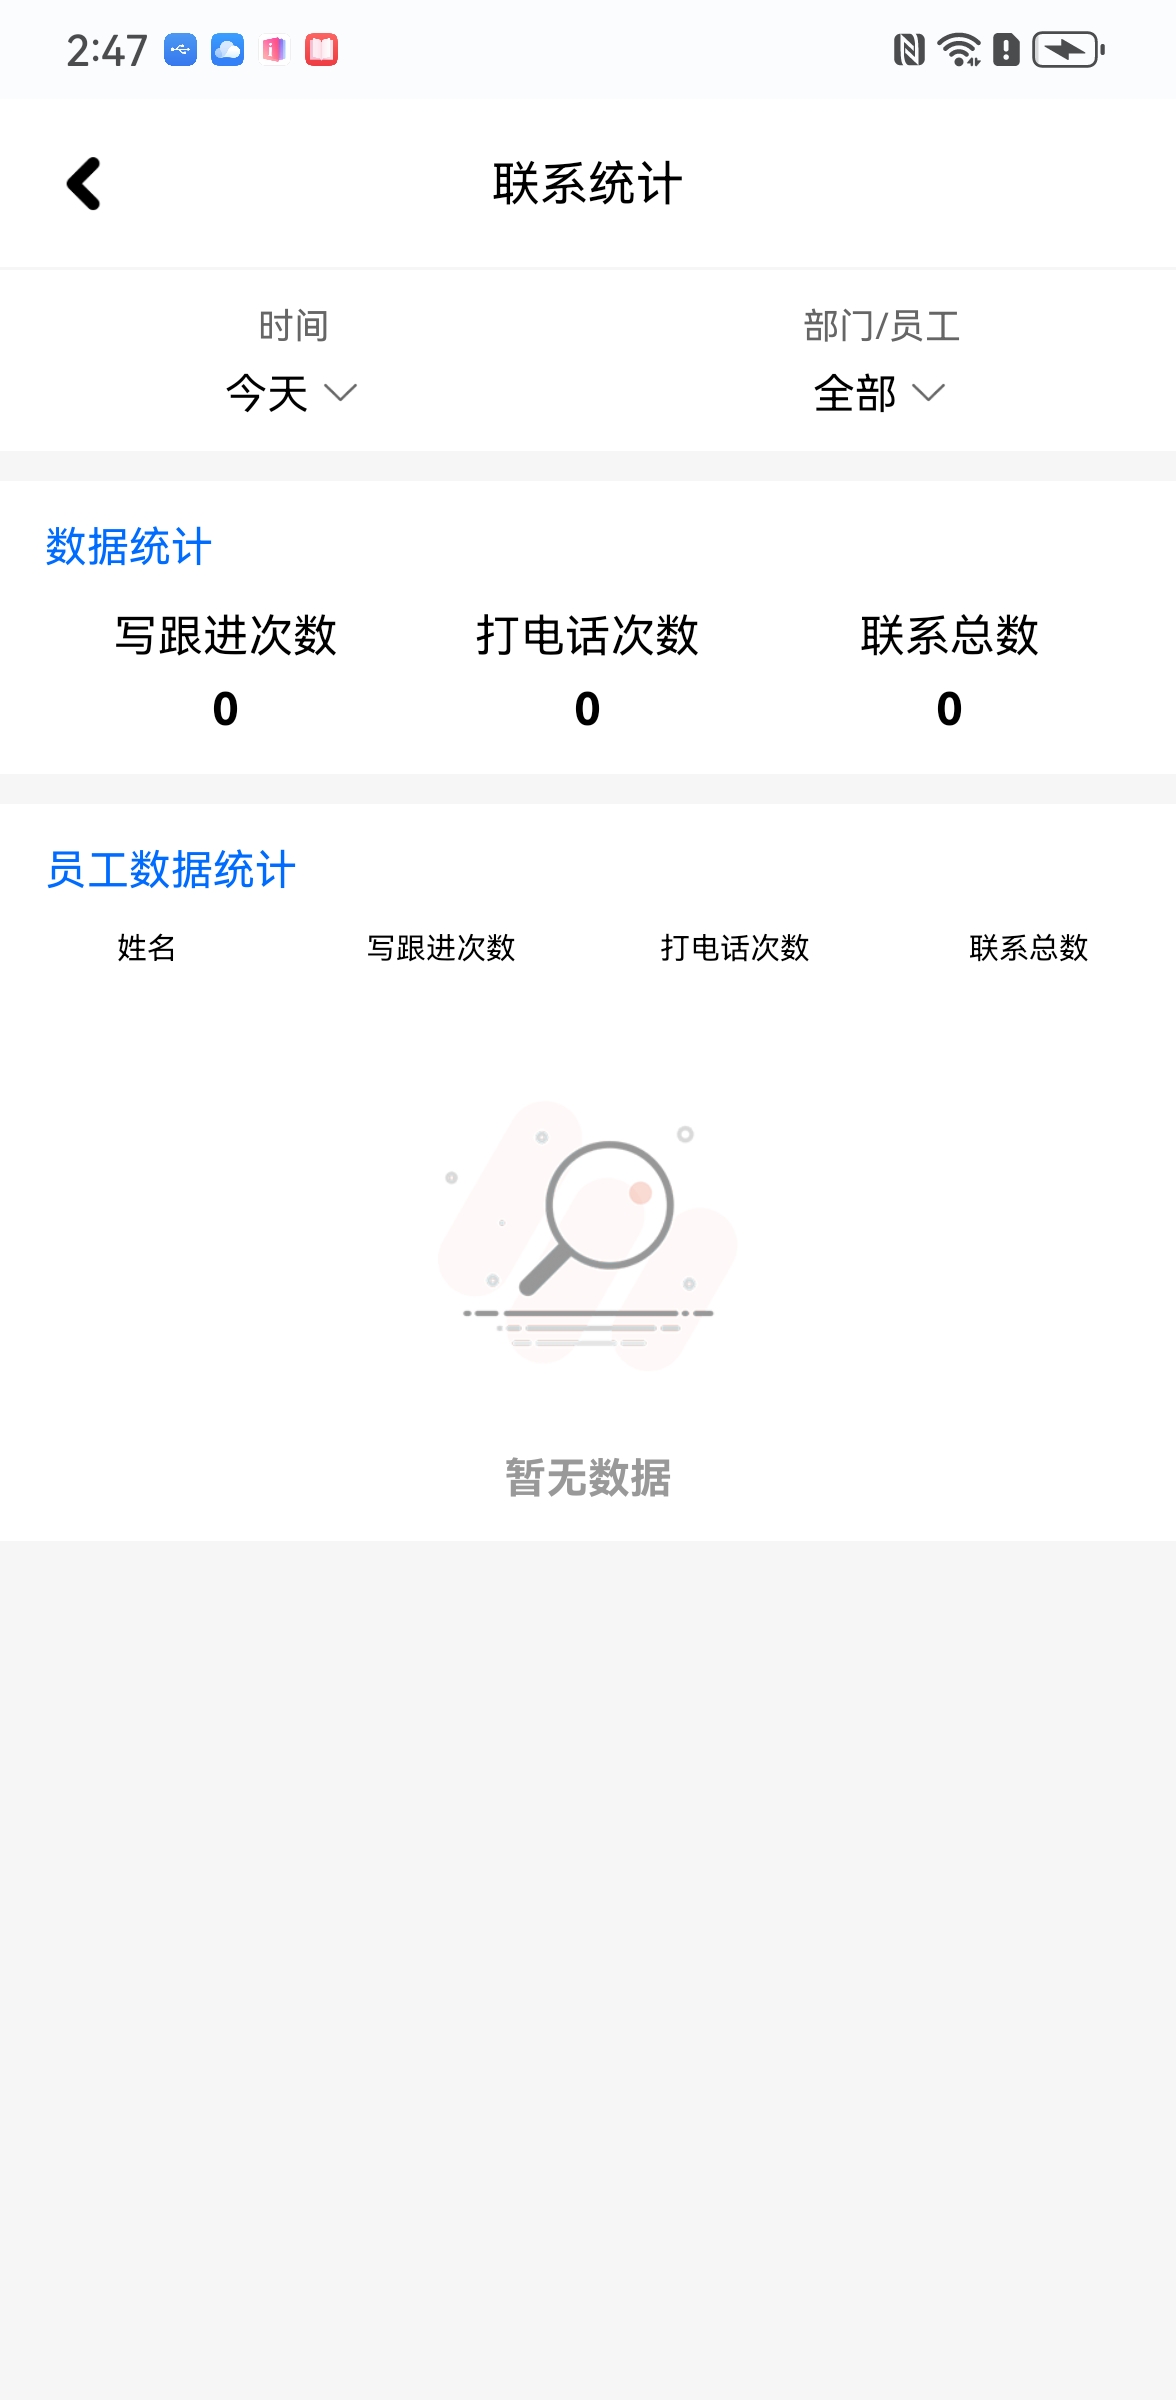 2:47
联系统计
时间 部门/员工
今天 全部
数据统计
写跟进次数 打电话次数 联系总数
0 0 0
员工数据统计
姓名 写跟进次数 打电话次数 联系总数
暂无数据